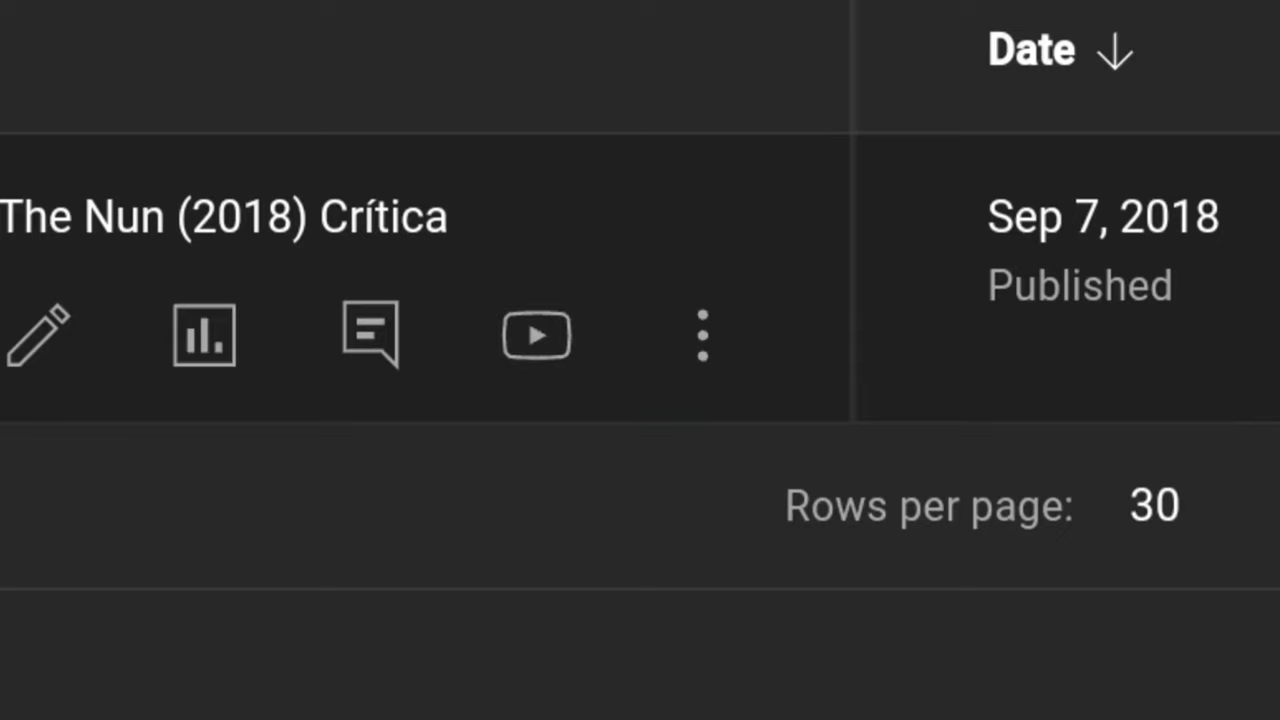 Date
The Nun (2018) Crítica
Sep 7, 2018
Published
Rows per page: 30